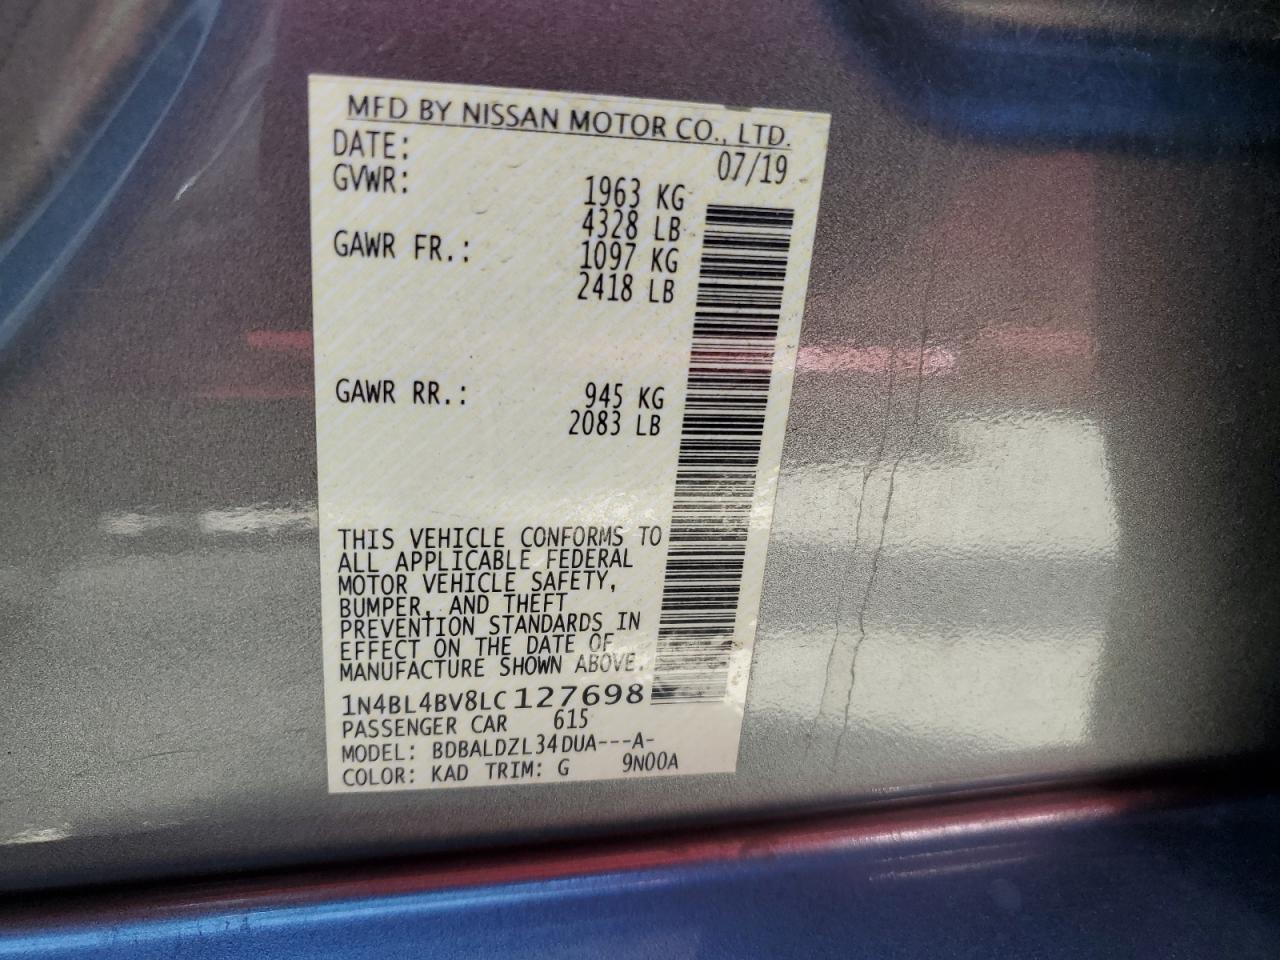 MFD BY NISSAN MOTOR CO., LTD.
DATE: 07/19
GVWR: 1963 KG
4328 LB
GAWR FR.: 1097 KG
2418 LB
GAWR RR.: 945 KG
2083 LB
THIS VEHICLE CONFORMS TO
ALL APPLICABLE FEDERAL
MOTOR VEHICLE SAFETY,
BUMPER, AND THEFT
PREVENTION STANDARDS IN
EFFECT ON THE DATE OF
MANUFACTURE SHOWN ABOVE.
1N4BL4BV8LC127698
PASSENGER CAR 615
MODEL: BDBALDZL34DUA---A-
COLOR: KAD TRIM: G 9N00A